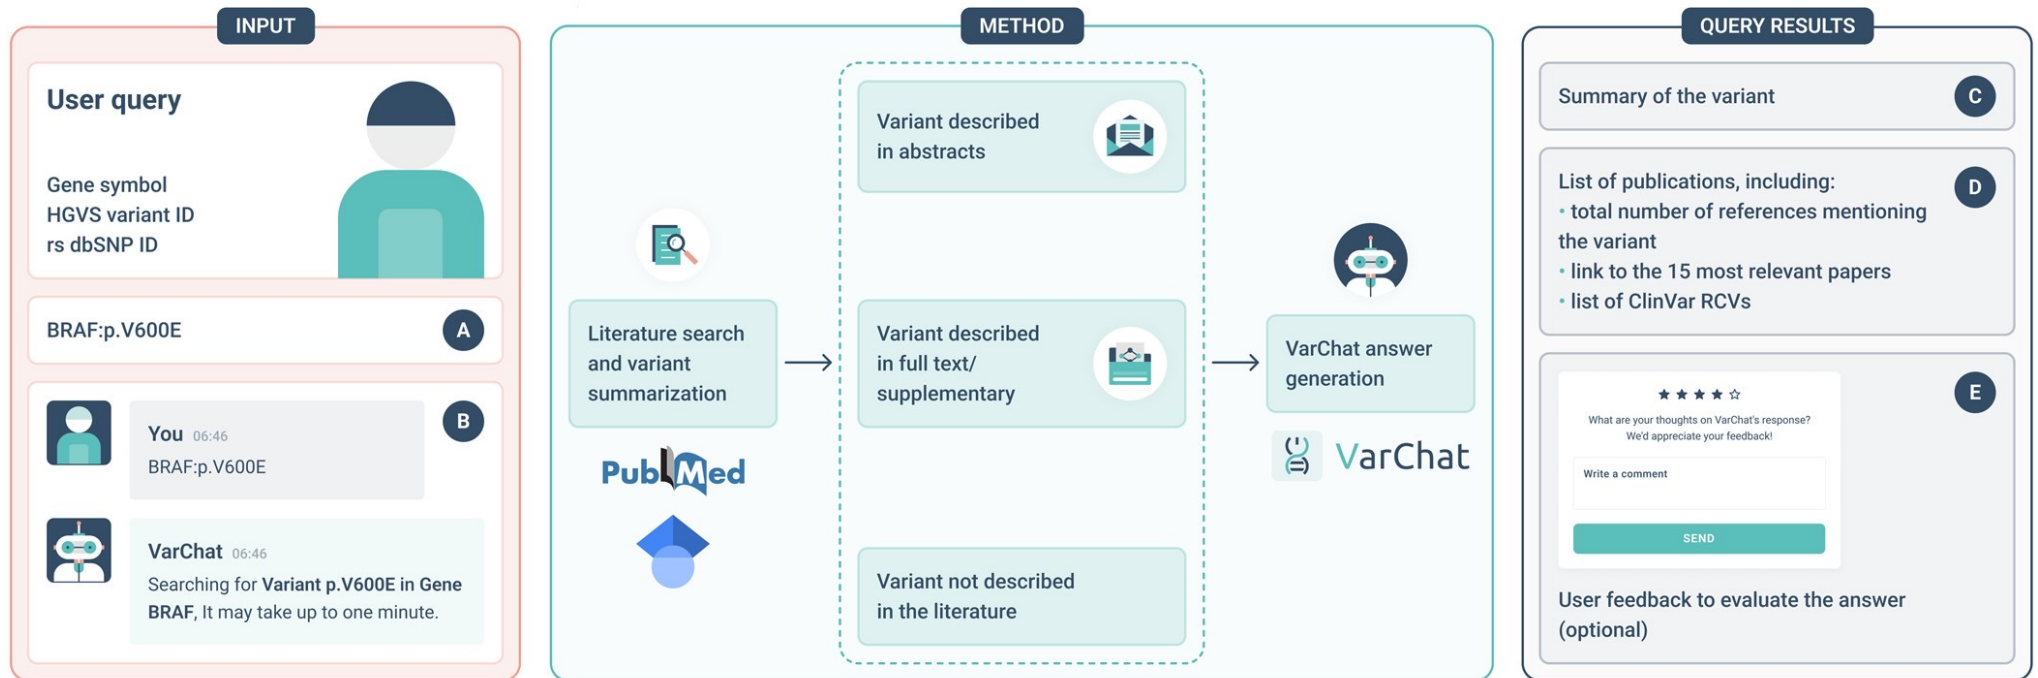 INPUT
User query
Gene symbol
HGVS variant ID
rs dbSNP ID
BRAF:p.V600E
A
B
You 06:46
BRAF:p.V600E
VarChat 06:46
Searching for Variant p.V600E in Gene
BRAF, It may take up to one minute.
METHOD
Literature search
and variant
summarization
PubMed
Variant described
in abstracts
Variant described
in full text/
supplementary
Variant not described
in the literature
VarChat answer
generation
VarChat
QUERY RESULTS
Summary of the variant
C
List of publications, including:
D
• total number of references mentioning
the variant
• link to the 15 most relevant papers
• list of ClinVar RCVs
E
What are your thoughts on VarChat's response?
We'd appreciate your feedback!
Write a comment
SEND
User feedback to evaluate the answer
(optional)